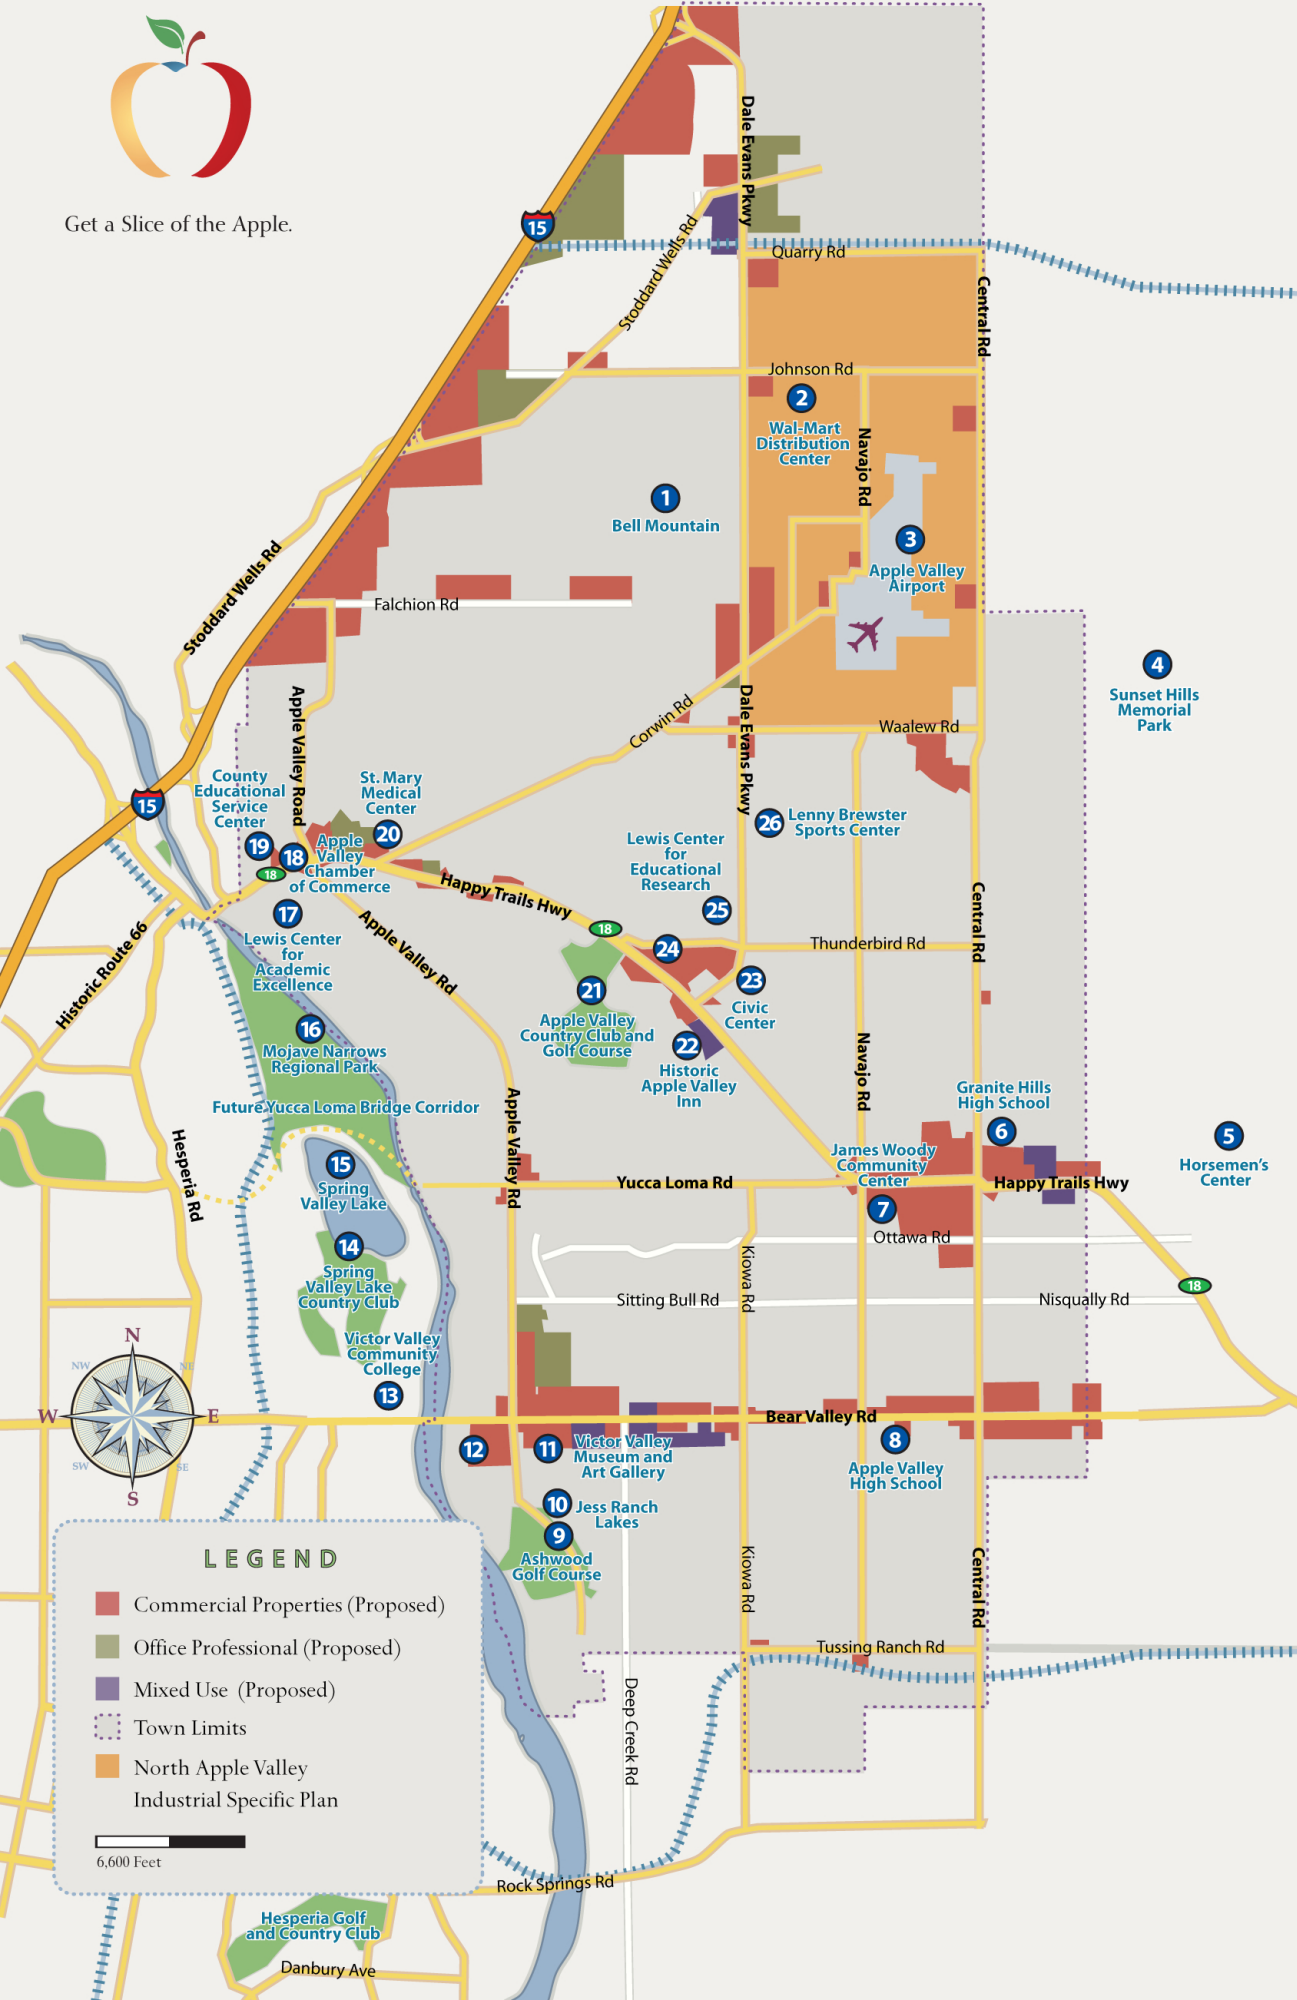 Get a Slice of the Apple.
15
Dale Evans Pkwy
Stoddard Wells Rd
Quarry Rd
Central Rd
Johnson Rd
2
Wal-Mart
Distribution
Center
Navajo Rd
1
Bell Mountain
3
Apple Valley
Airport
Stoddard Wells Rd
Falchion Rd
4
Sunset Hills
Memorial
Park
Apple Valley Road
Corwin Rd
Dale Evans Pkwy
Waalew Rd
15
County
Educational
Service
Center
19
18
18
St. Mary
Medical
Center
20
Apple
Valley
Chamber
of Commerce
26
Lenny Brewster
Sports Center
Lewis Center
for
Educational
Research
25
Happy Trails Hwy
18
17
Lewis Center
for
Academic
Excellence
Apple Valley Rd
Historic Route 66
24
Thunderbird Rd
Central Rd
21
Apple Valley
Country Club and
Golf Course
23
Civic
Center
22
Historic
Apple Valley
Inn
16
Mojave Narrows
Regional Park
Navajo Rd
Future Yucca Loma Bridge Corridor
Apple Valley Rd
Granite Hills
High School
6
5
Horsemen's
Center
Hesperia Rd
15
Spring
Valley Lake
James Woody
Community
Center
7
Yucca Loma Rd
Happy Trails Hwy
Ottawa Rd
14
Spring
Valley Lake
Country Club
Kiowa Rd
18
Sitting Bull Rd
Nisqually Rd
Victor Valley
Community
College
13
N
NW
NE
W
E
SW
SE
S
Bear Valley Rd
12
11
Victor Valley
Museum and
Art Gallery
8
Apple Valley
High School
10
Jess Ranch
Lakes
9
Ashwood
Golf Course
Kiowa Rd
Central Rd
Tussing Ranch Rd
Deep Creek Rd
LEGEND
Commercial Properties (Proposed)
Office Professional (Proposed)
Mixed Use (Proposed)
Town Limits
North Apple Valley
Industrial Specific Plan
6,600 Feet
Rock Springs Rd
Hesperia Golf
and Country Club
Danbury Ave